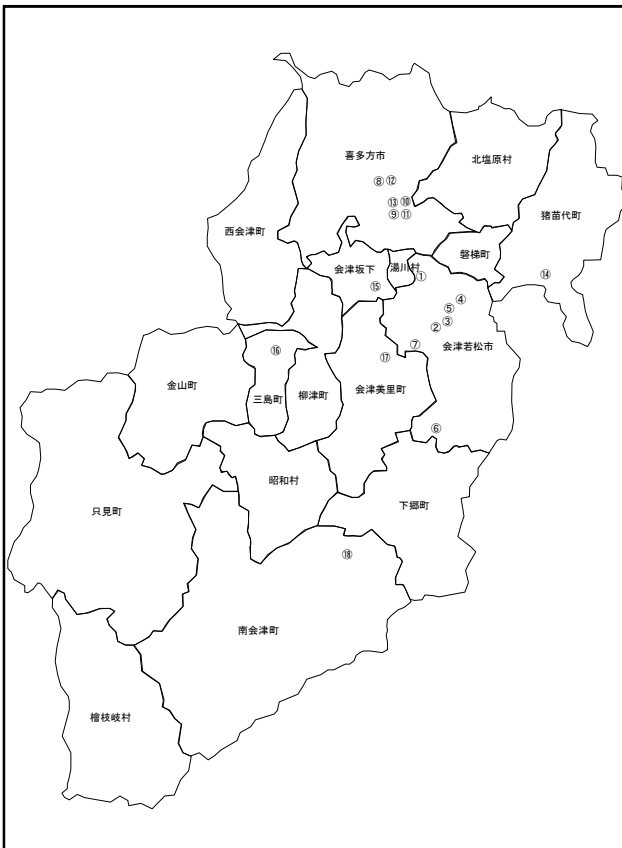 喜多方市
北塩原村
⑧⑫
⑬⑩
⑨⑪
猪苗代町
西会津町
磐梯町
会津坂下
湯川村
①
⑭
⑮
④
⑤
③
②
会津若松市
⑦
⑯
⑰
金山町
三島町
柳津町
会津美里町
⑥
昭和村
只見町
下郷町
⑱
南会津町
檜枝岐村